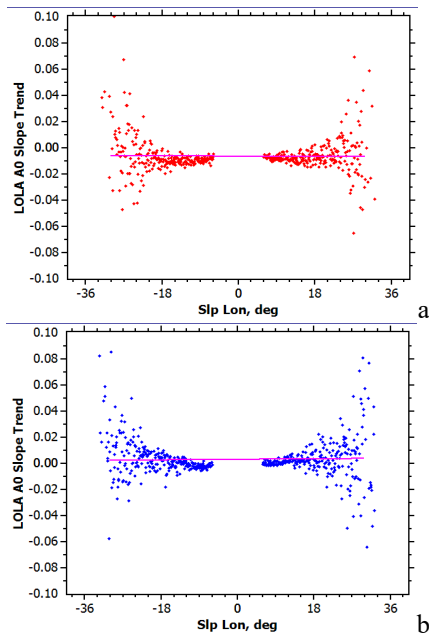 0.10
0.08
0.06
0.04
0.02
0.00
-0.02
-0.04
-0.06
-0.08
-0.10
LOLA A0 Slope Trend
-36 -18 0 18 36
Slp Lon, deg
a
0.10
0.08
0.06
0.04
0.02
0.00
-0.02
-0.04
-0.06
-0.08
-0.10
LOLA A0 Slope Trend
-36 -18 0 18 36
Slp Lon, deg
b